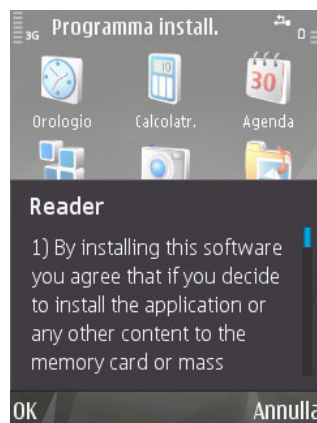 3G Programma install.
30
Orologio Calcolatr. Agenda
Reader
1) By installing this software
you agree that if you decide
to install the application or
any other content to the
memory card or mass
OK Annulla